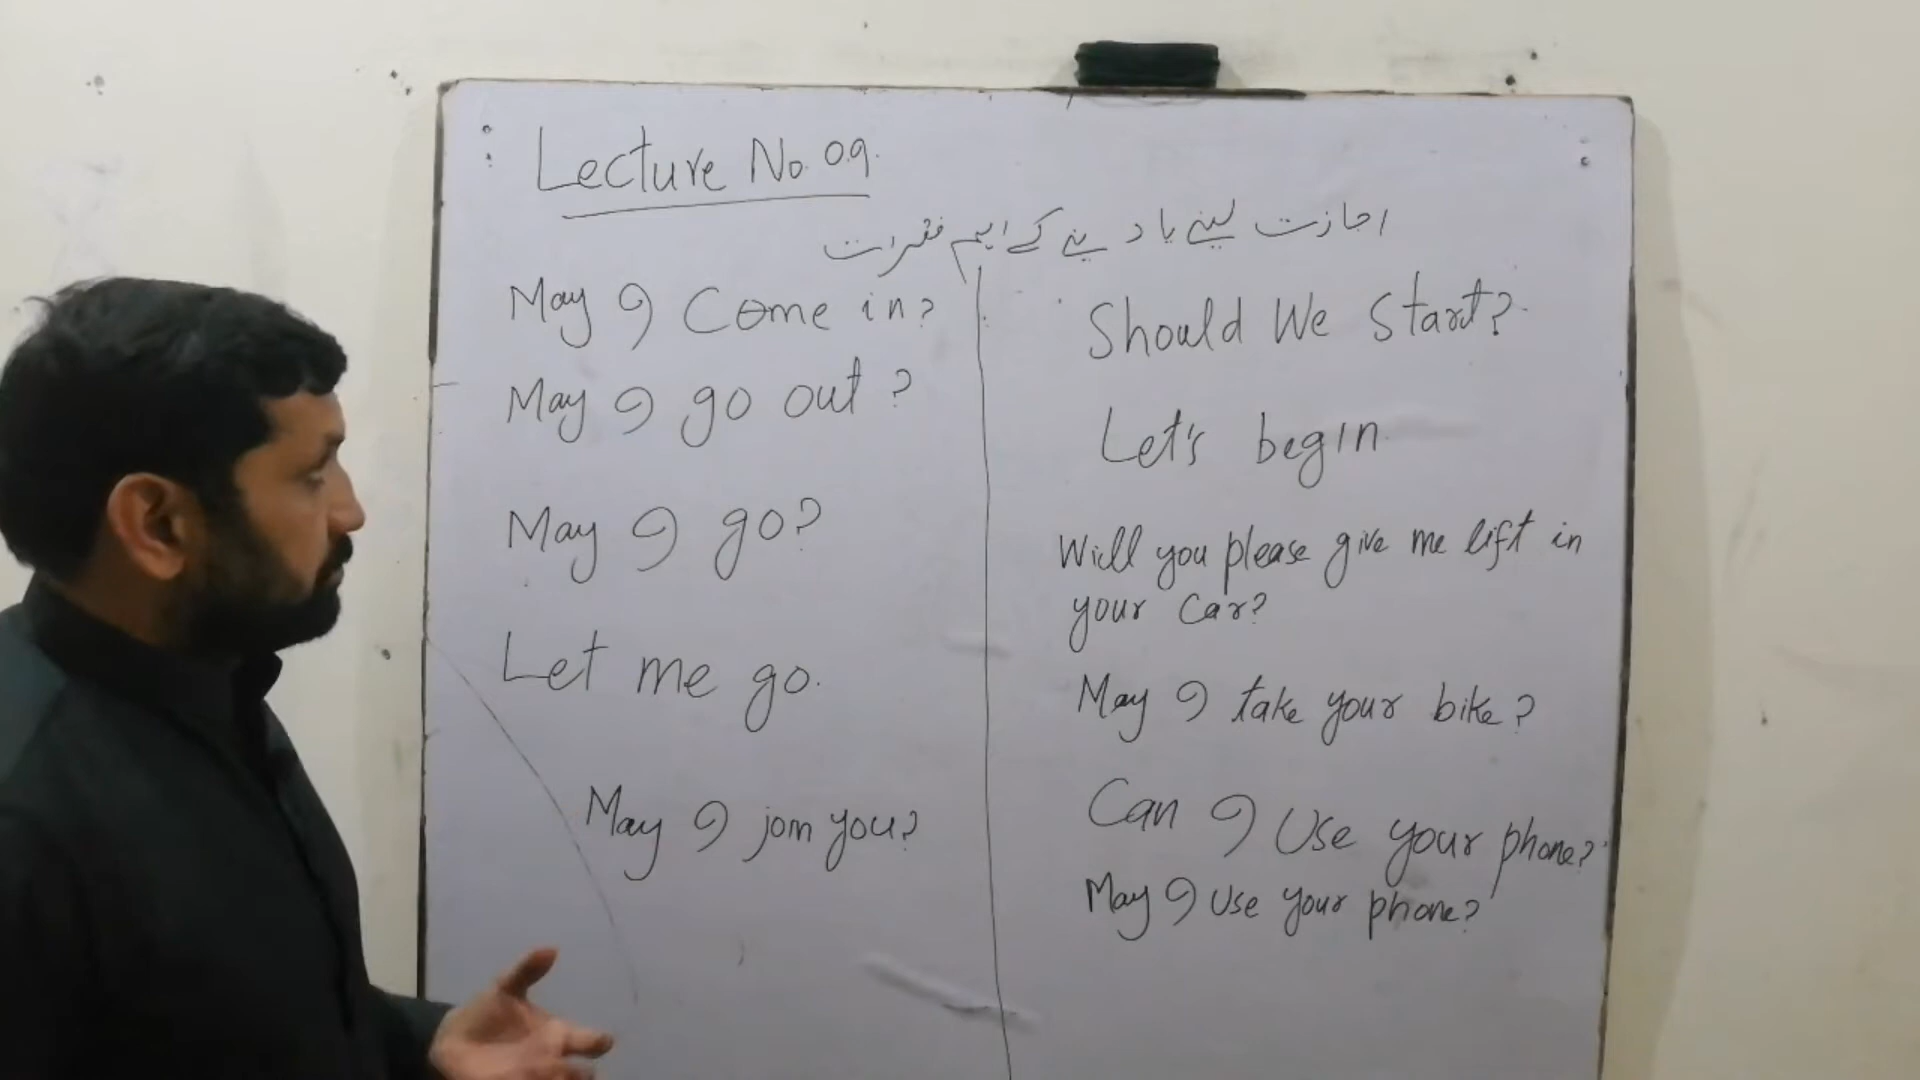 Lecture No. 09.
اجازت لینے یا دینے کے اہم فقرات
May I Come in?
May I go out?
May I go?
Let me go.
May I join you?
Should We Start?
Let's begin.
Will you please give me lift in
your Car?
May I take your bike?
Can I Use your phone?
May I Use your phone?